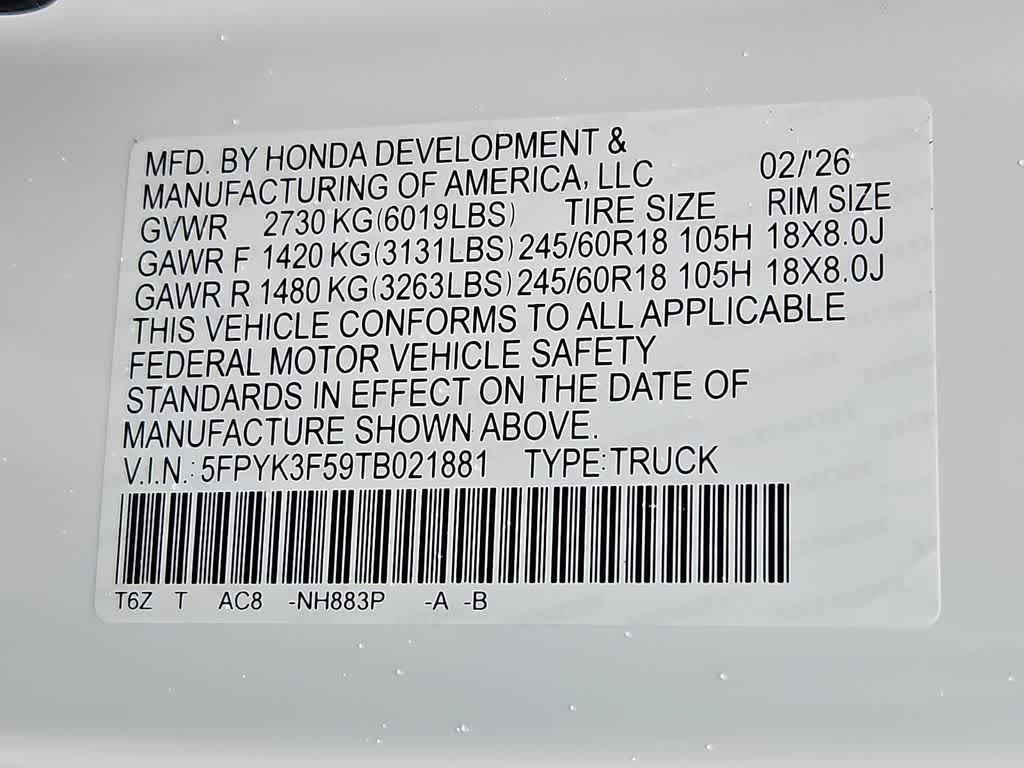 MFD. BY HONDA DEVELOPMENT &
MANUFACTURING OF AMERICA, LLC 02/'26
GVWR 2730 KG(6019LBS) TIRE SIZE RIM SIZE
GAWR F 1420 KG(3131LBS) 245/60R18 105H 18X8.0J
GAWR R 1480 KG(3263LBS) 245/60R18 105H 18X8.0J
THIS VEHICLE CONFORMS TO ALL APPLICABLE
FEDERAL MOTOR VEHICLE SAFETY
STANDARDS IN EFFECT ON THE DATE OF
MANUFACTURE SHOWN ABOVE.
V.I.N.: 5FPYK3F59TB021881 TYPE: TRUCK
T6Z T AC8 -NH883P -A -B